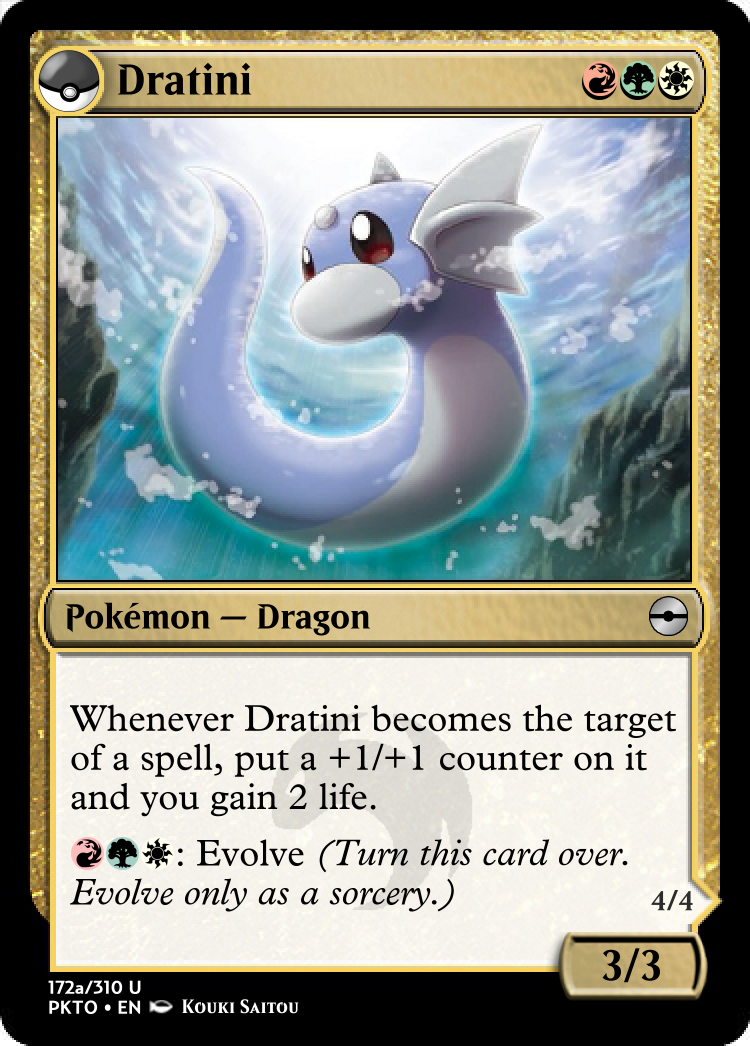 Dratini
Pokémon — Dragon
Whenever Dratini becomes the target
of a spell, put a +1/+1 counter on it
and you gain 2 life.
: Evolve (Turn this card over.
Evolve only as a sorcery.)
4/4
3/3
172a/310 U
PKTO • EN Kouki Saitou